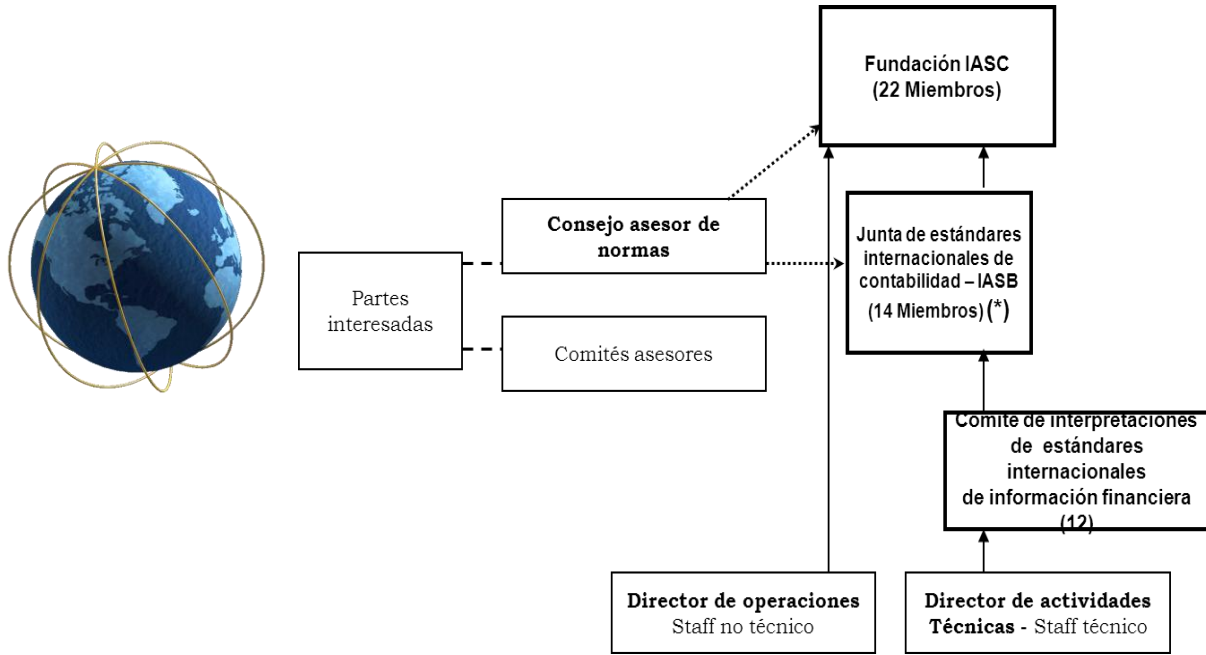 Fundación IASC
(22 Miembros)
Consejo asesor de
normas
Junta de estándares
internacionales de
contabilidad – IASB
(14 Miembros) (*)
Partes
interesadas
Comités asesores
Comité de interpretaciones
de estándares
internacionales
de información financiera
(12)
Director de operaciones
Staff no técnico
Director de actividades
Técnicas - Staff técnico